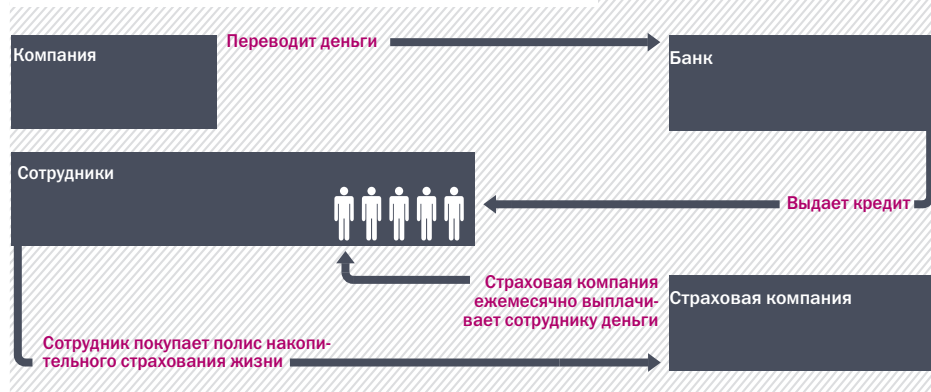 Компания
Переводит деньги
Банк
Сотрудники
Выдает кредит
Страховая компания
ежемесячно выплачи-
вает сотруднику деньги
Страховая компания
Сотрудник покупает полис накопи-
тельного страхования жизни